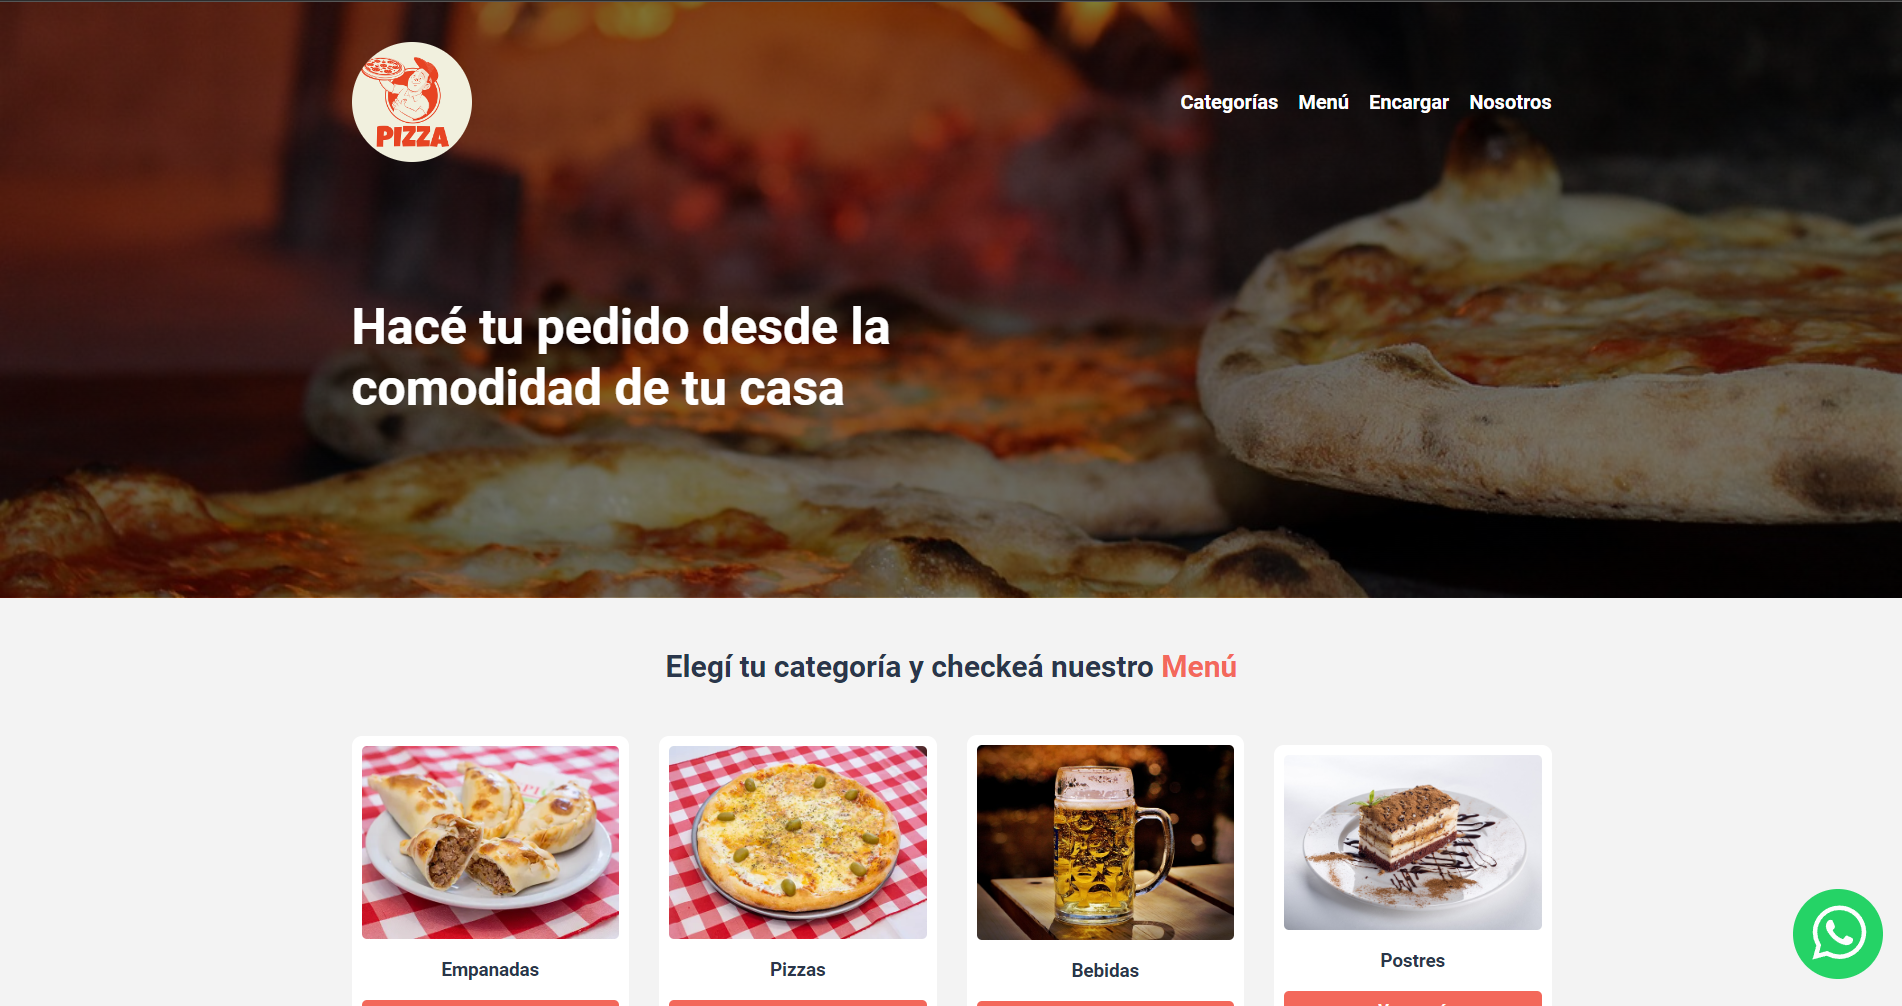 PIZZA
Categorías Menú Encargar Nosotros
Hacé tu pedido desde la
comodidad de tu casa
Elegí tu categoría y checkeá nuestro Menú
Empanadas
Pizzas
Bebidas
Postres